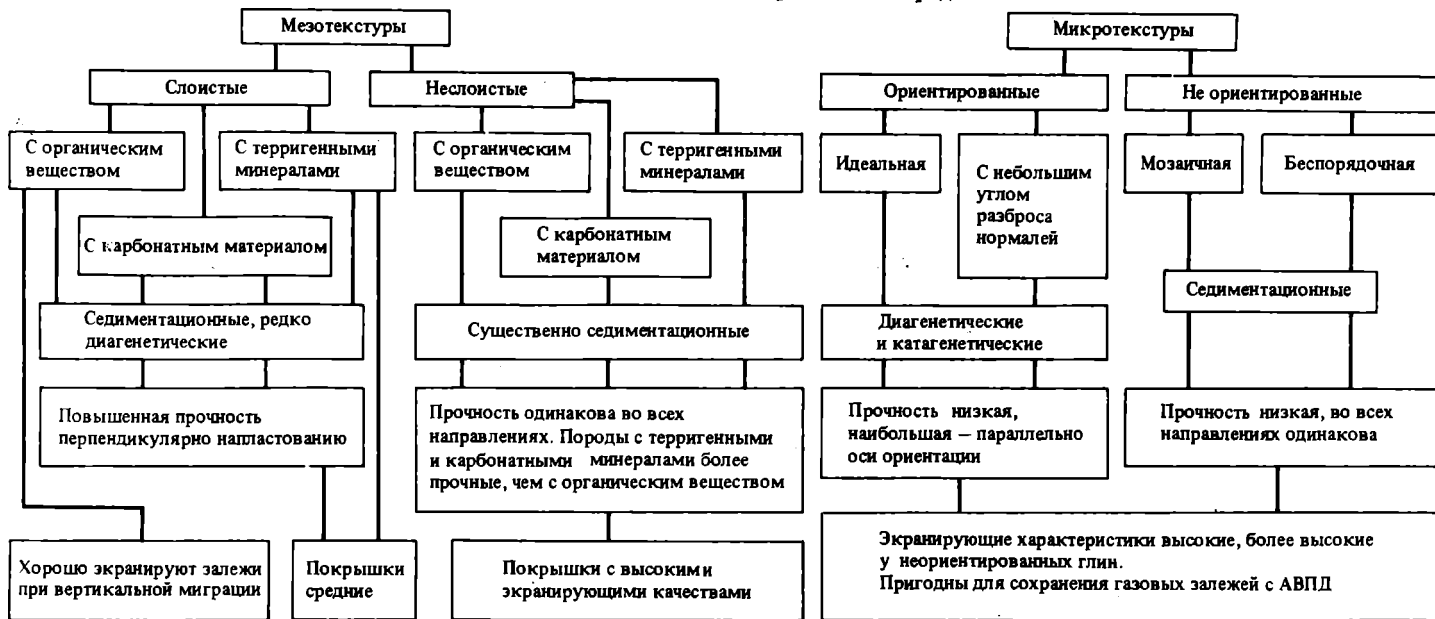 Мезотекстуры
Микротекстуры
Слоистые
Неслоистые
Ориентированные
Не ориентированные
С органическим
веществом
С терригенными
минералами
С органическим
веществом
С терригенными
минералами
Идеальная
С небольшим
углом
разброса
нормалей
Мозаичная
Беспорядочная
С карбонатным материалом
С карбонатным
материалом
Седиментационные
Седиментационные, редко
диагенетические
Существенно седиментационные
Диагенетические
и катагенетические
Повышенная прочность
перпендикулярно напластованию
Прочность одинакова во всех
направлениях. Породы с терригенными
и карбонатными минералами более
прочные, чем с органическим веществом
Прочность низкая,
наибольшая — параллельно
оси ориентации
Прочность низкая, во всех
направлениях одинакова
Хорошо экранируют залежи
при вертикальной миграции
Покрышки
средние
Покрышки с высокими
экранирующими качествами
Экранирующие характеристики высокие, более высокие
у неориентированных глин.
Пригодны для сохранения газовых залежей с АВПД